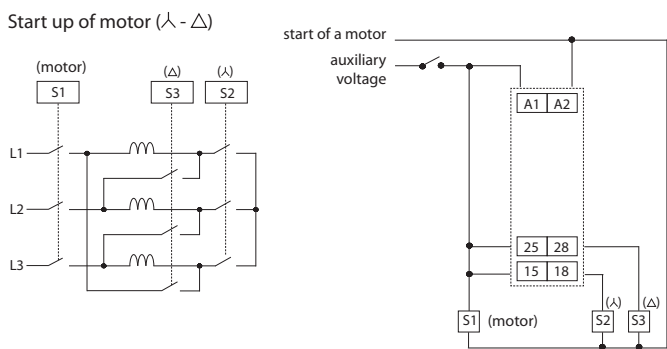 Start up of motor (⅄ - △)
(motor)
S1
(△)
S3
(⅄)
S2
L1
L2
L3
start of a motor
auxiliary
voltage
A1 A2
25 28
15 18
S1 (motor)
(⅄)
S2
(△)
S3